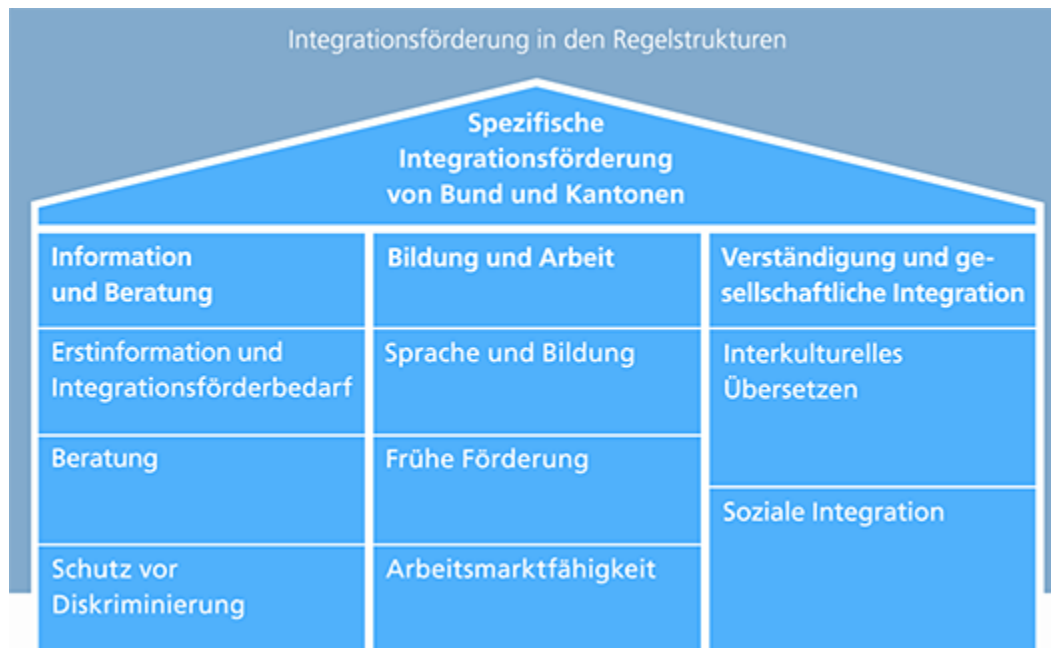 Integrationsförderung in den Regelstrukturen
Spezifische
Integrationsförderung
von Bund und Kantonen
Information
und Beratung
Bildung und Arbeit
Verständigung und ge-
sellschaftliche Integration
Erstinformation und
Integrationsförderbedarf
Sprache und Bildung
Interkulturelles
Übersetzen
Beratung
Frühe Förderung
Soziale Integration
Schutz vor
Diskriminierung
Arbeitsmarktfähigkeit